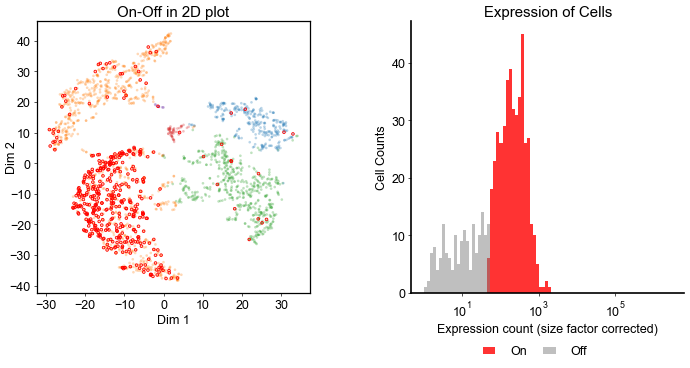 On-Off in 2D plot
Expression of Cells
40
30
20
10
0
−10
−20
−30
−40
Dim 2
−30 −20 −10 0 10 20 30
Dim 1
40
30
20
10
0
Cell Counts
10^1 10^3 10^5
Expression count (size factor corrected)
On Off